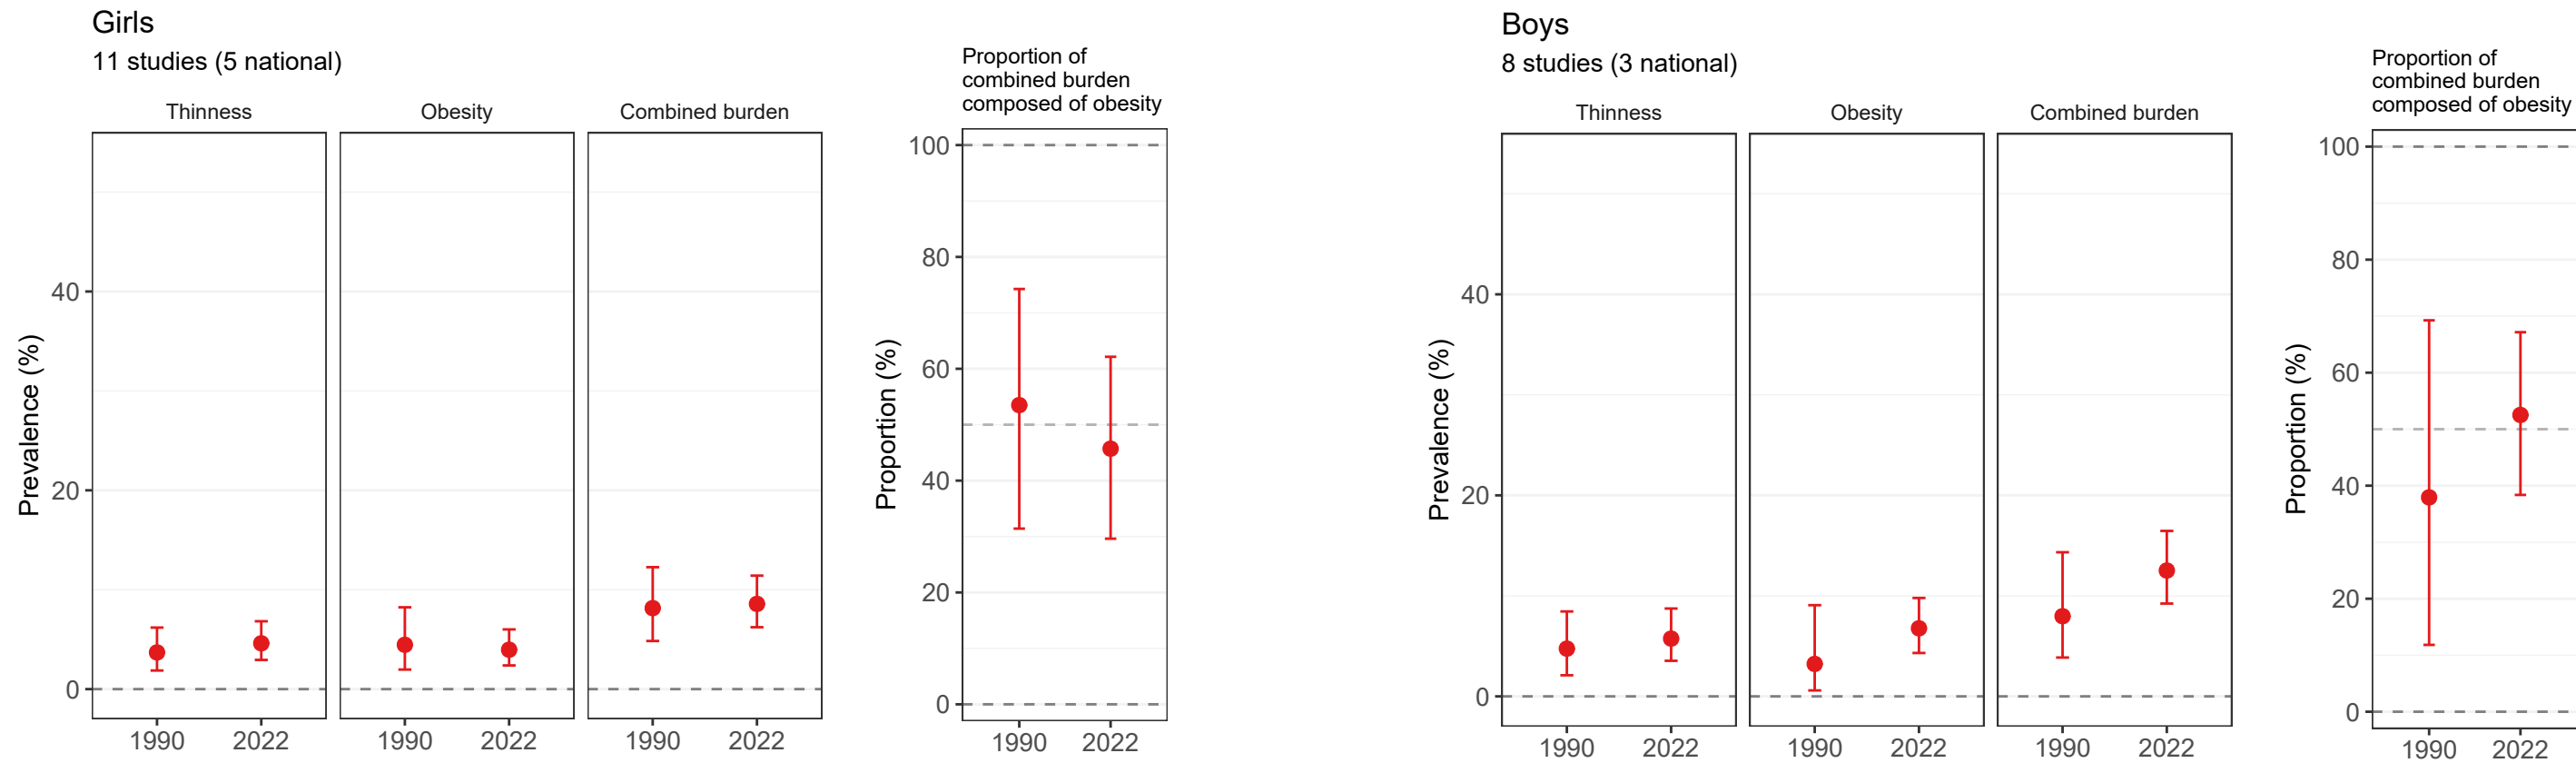 Girls
11 studies (5 national)
Thinness
Obesity
Combined burden
Prevalence (%)
40
20
0
1990 2022
1990 2022
1990 2022
Proportion of
combined burden
composed of obesity
Proportion (%)
100
80
60
40
20
0
1990 2022
Boys
8 studies (3 national)
Thinness
Obesity
Combined burden
Prevalence (%)
40
20
0
1990 2022
1990 2022
1990 2022
Proportion of
combined burden
composed of obesity
Proportion (%)
100
80
60
40
20
0
1990 2022